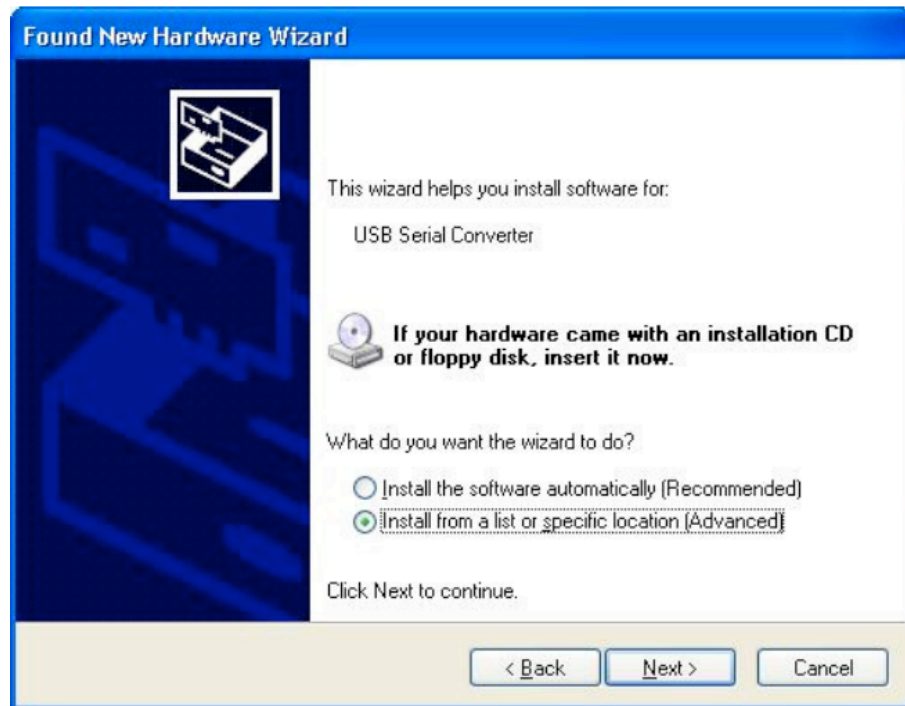 Found New Hardware Wizard
This wizard helps you install software for:
USB Serial Converter
If your hardware came with an installation CD
or floppy disk, insert it now.
What do you want the wizard to do?
Install the software automatically (Recommended)
Install from a list or specific location (Advanced)
Click Next to continue.
< Back
Next >
Cancel